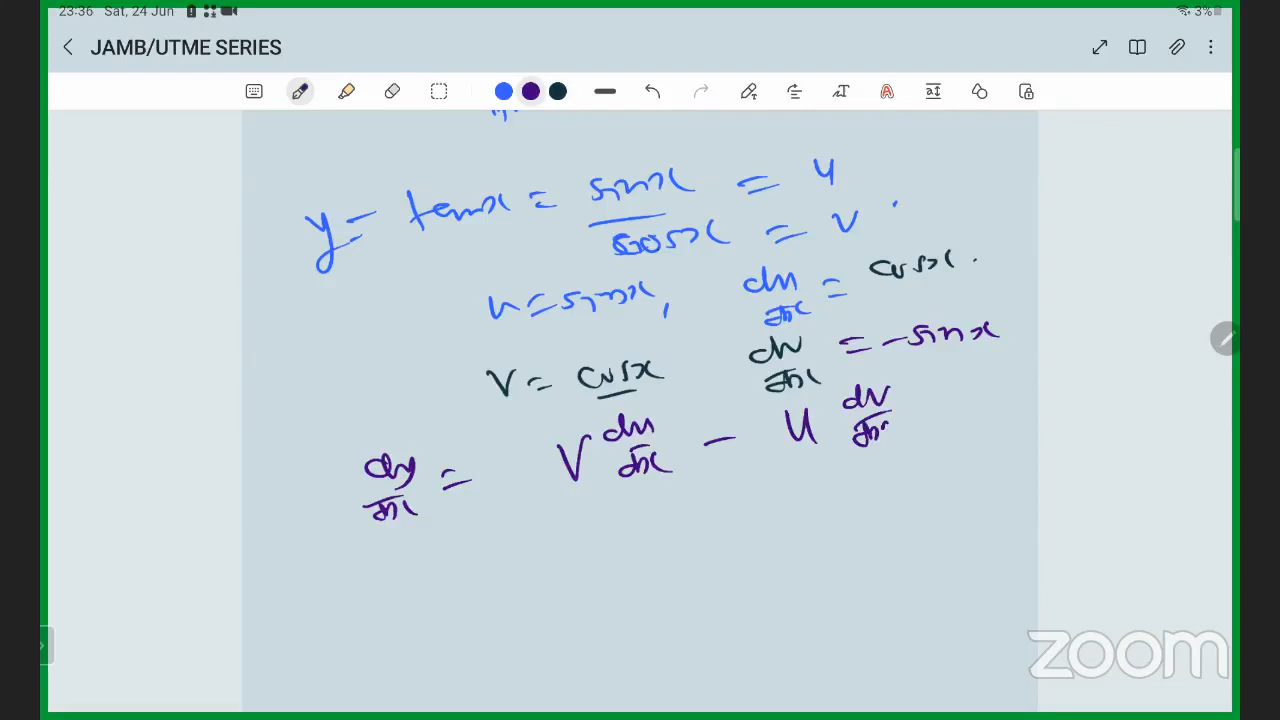 23:36 Sat, 24 Jun
3%
JAMB/UTME SERIES
y = tanx = sinx = u
cosx = v
u = sinx, du/dx = cosx.
v = cosx dv/dx = -sinx
dy/dx = V du/dx - U dv/dx
zoom